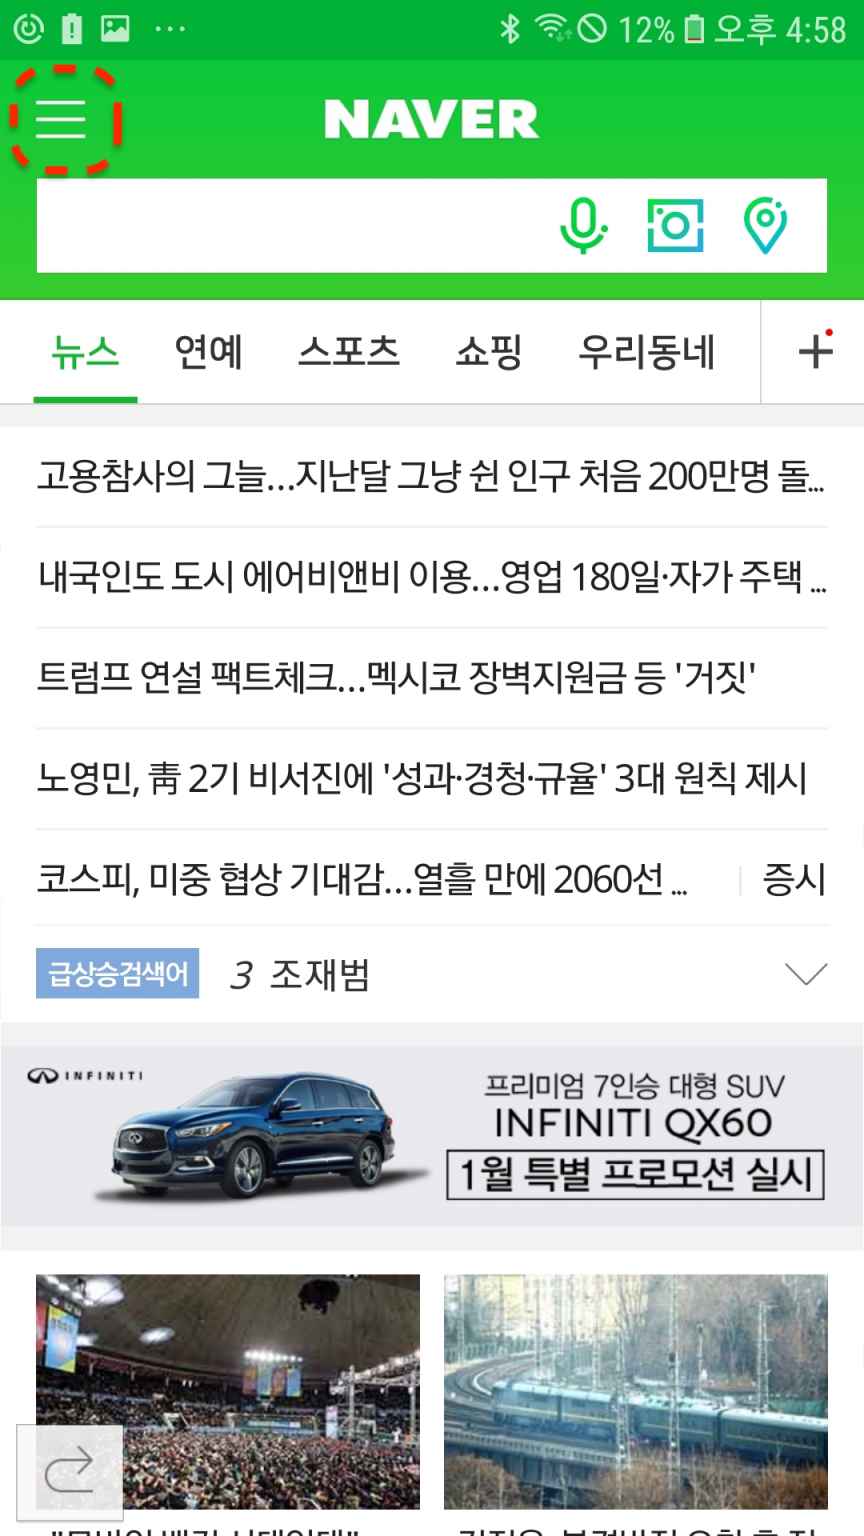 12% 오후 4:58
NAVER
뉴스 연예 스포츠 쇼핑 우리동네 +
고용참사의 그늘...지난달 그냥 쉰 인구 처음 200만명 돌...
내국인도 도시 에어비앤비 이용...영업 180일·자가 주택 ...
트럼프 연설 팩트체크...멕시코 장벽지원금 등 '거짓'
노영민, 靑 2기 비서진에 '성과·경청·규율' 3대 원칙 제시
코스피, 미중 협상 기대감...열흘 만에 2060선 ... 증시
급상승검색어 3 조재범
INFINITI
프리미엄 7인승 대형 SUV
INFINITI QX60
1월 특별 프로모션 실시